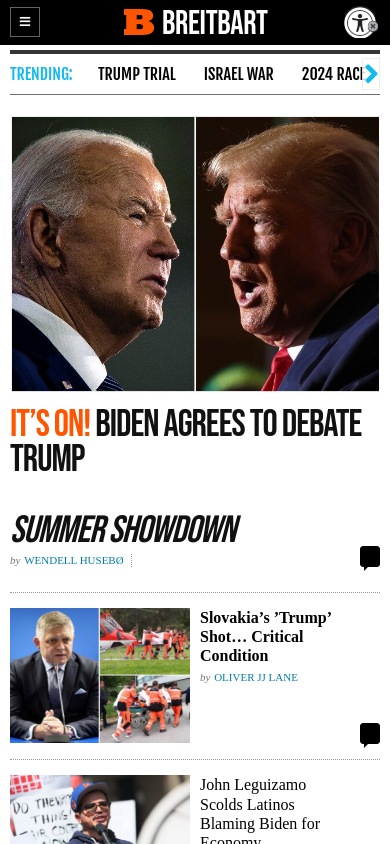 BREITBART
TRENDING:
TRUMP TRIAL
ISRAEL WAR
2024 RAC
IT’S ON! BIDEN AGREES TO DEBATE
TRUMP
SUMMER SHOWDOWN
by WENDELL HUSEBØ
Slovakia’s ’Trump’
Shot… Critical
Condition
by OLIVER JJ LANE
John Leguizamo
Scolds Latinos
Blaming Biden for
Economy